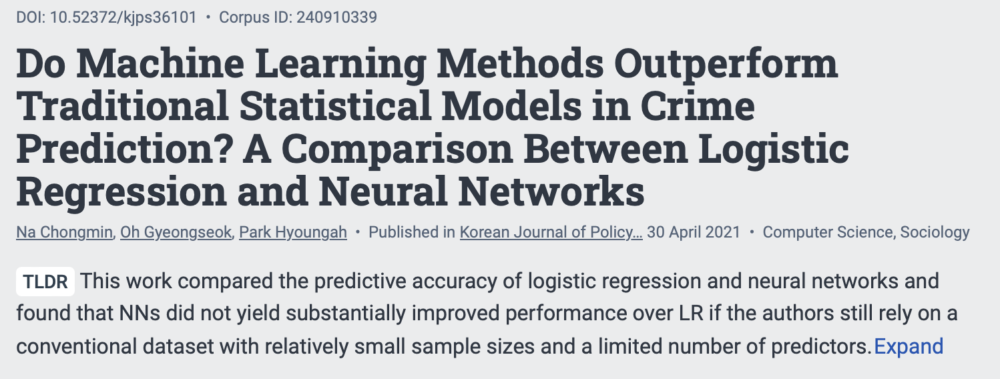 DOI: 10.52372/kjps36101 • Corpus ID: 240910339
Do Machine Learning Methods Outperform
Traditional Statistical Models in Crime
Prediction? A Comparison Between Logistic
Regression and Neural Networks
Na Chongmin, Oh Gyeongseok, Park Hyoungah • Published in Korean Journal of Policy… 30 April 2021 • Computer Science, Sociology
TLDR This work compared the predictive accuracy of logistic regression and neural networks and
found that NNs did not yield substantially improved performance over LR if the authors still rely on a
conventional dataset with relatively small sample sizes and a limited number of predictors. Expand